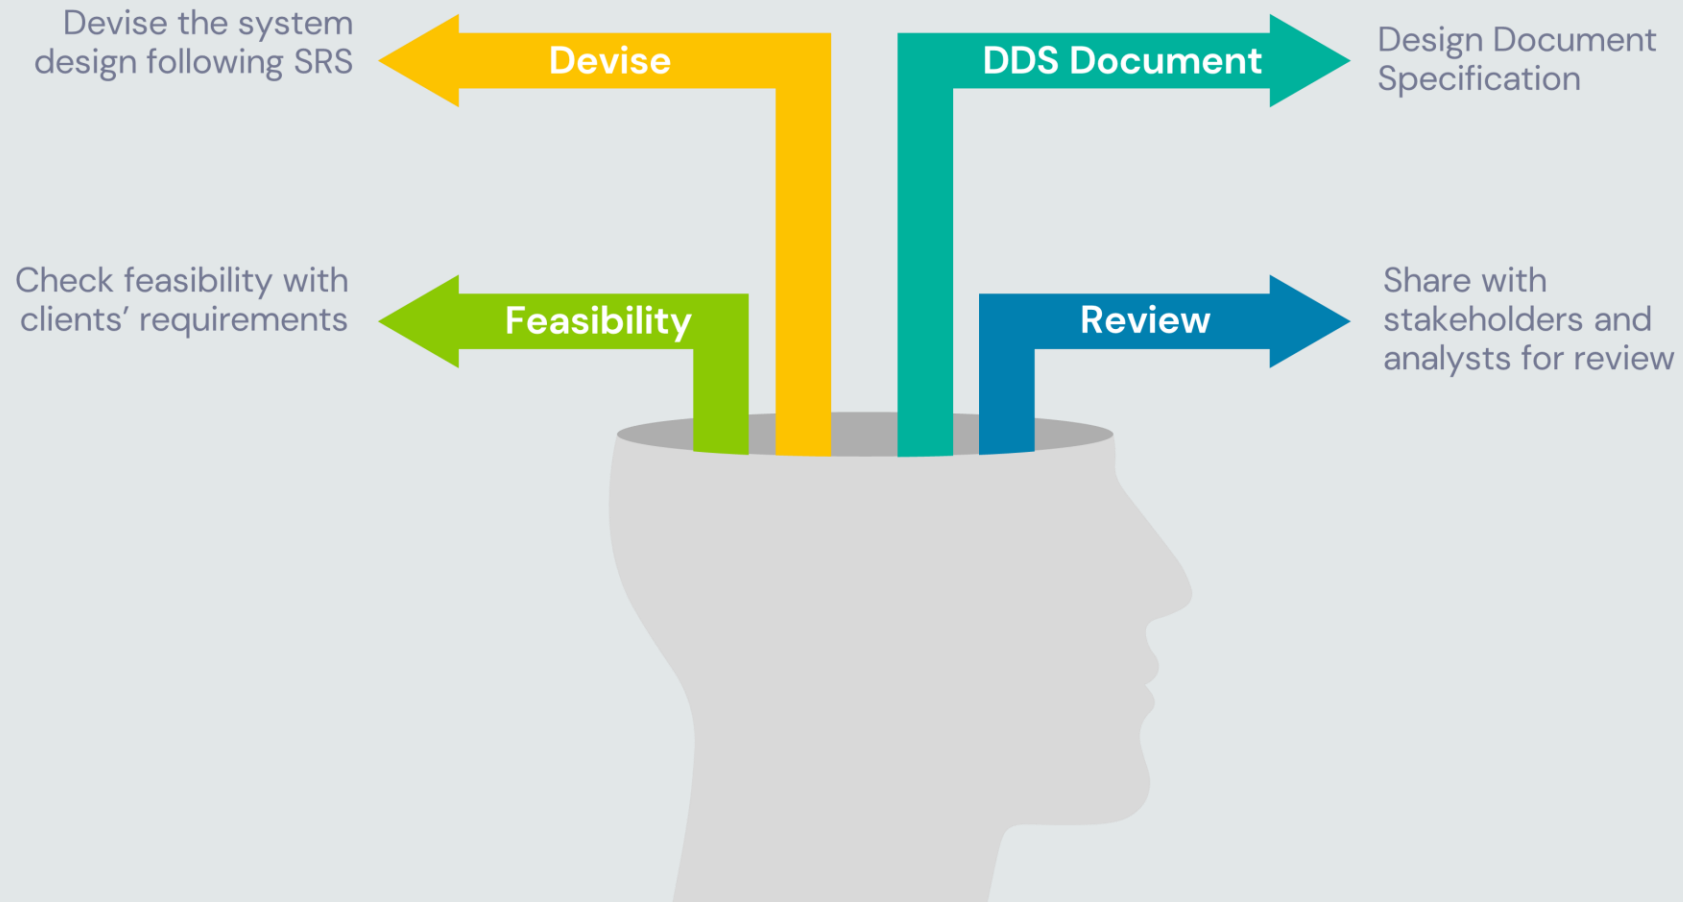 Devise the system
design following SRS
Devise
DDS Document
Design Document
Specification
Check feasibility with
clients’ requirements
Feasibility
Review
Share with
stakeholders and
analysts for review